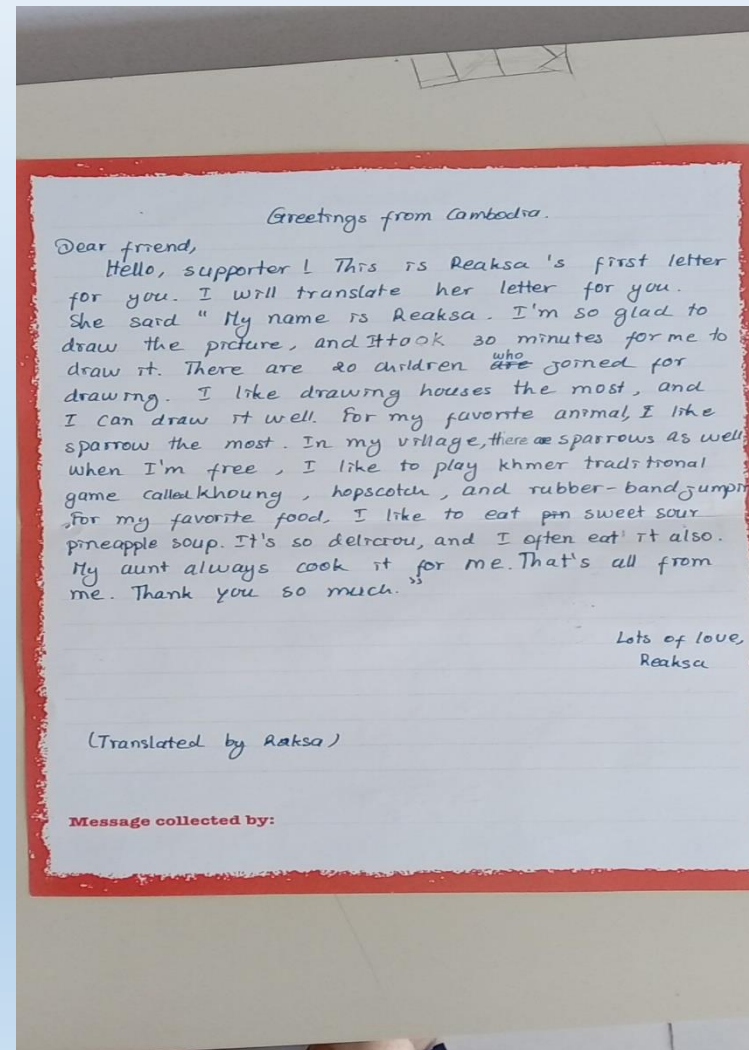 Greetings from Cambodia.
Dear friend,
Hello, supporter! This is Reaksa's first letter
for you. I will translate her letter for you.
She said " My name is Reaksa. I'm so glad to
draw the picture, and It took 30 minutes for me to
draw it. There are 20 children who joined for
drawing. I like drawing houses the most, and
I can draw it well. For my favorite animal, I like
sparrow the most. In my village, there are sparrows as well
when I'm free, I like to play khmer traditional
game called khoung, hopscotch, and rubber-band jumpin
, For my favorite food, I like to eat sweet sour
pineapple soup. It's so deliciou, and I often eat it also.
My aunt always cook it for me. That's all from
me. Thank you so much."
Lots of love,
Reaksa
(Translated by Raksa)
Message collected by: